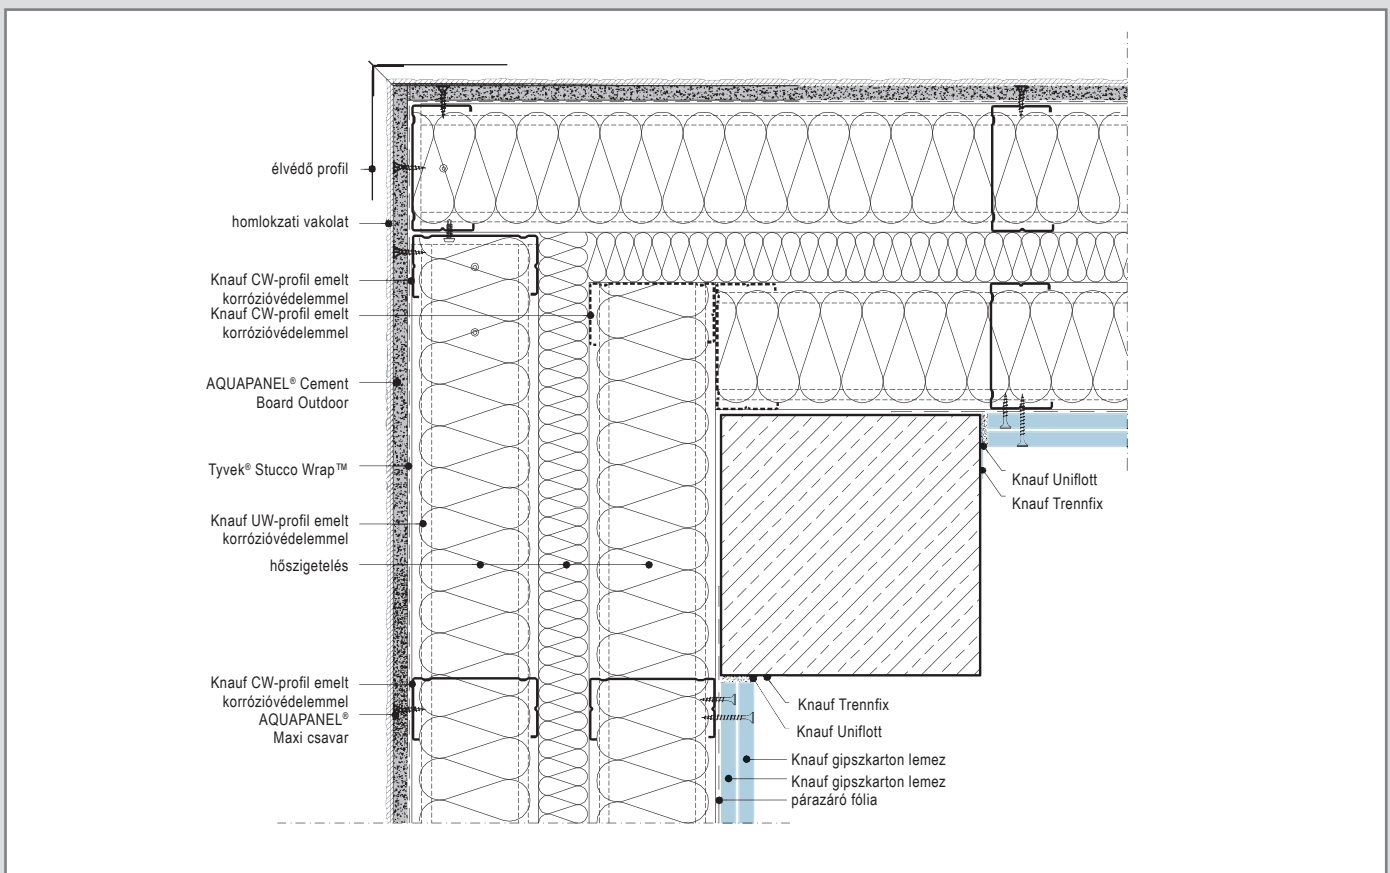 élvédő profil
homlokzati vakolat
Knauf CW-profil emelt
korrózióvédelemmel
Knauf CW-profil emelt
korrózióvédelemmel
AQUAPANEL® Cement
Board Outdoor
Tyvek® Stucco Wrap™
Knauf UW-profil emelt
korrózióvédelemmel
hőszigetelés
Knauf CW-profil emelt
korrózióvédelemmel
AQUAPANEL®
Maxi csavar
Knauf Uniflott
Knauf Trennfix
Knauf Trennfix
Knauf Uniflott
Knauf gipszkarton lemez
Knauf gipszkarton lemez
párazáró fólia